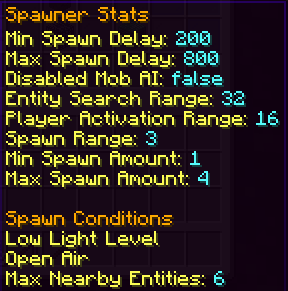 Spawner Stats
Min Spawn Delay: 200
Max Spawn Delay: 800
Disabled Mob AI: false
Entity Search Range: 32
Player Activation Range: 16
Spawn Range: 3
Min Spawn Amount: 1
Max Spawn Amount: 4
Spawn Conditions
Low Light Level
Open Air
Max Nearby Entities: 6